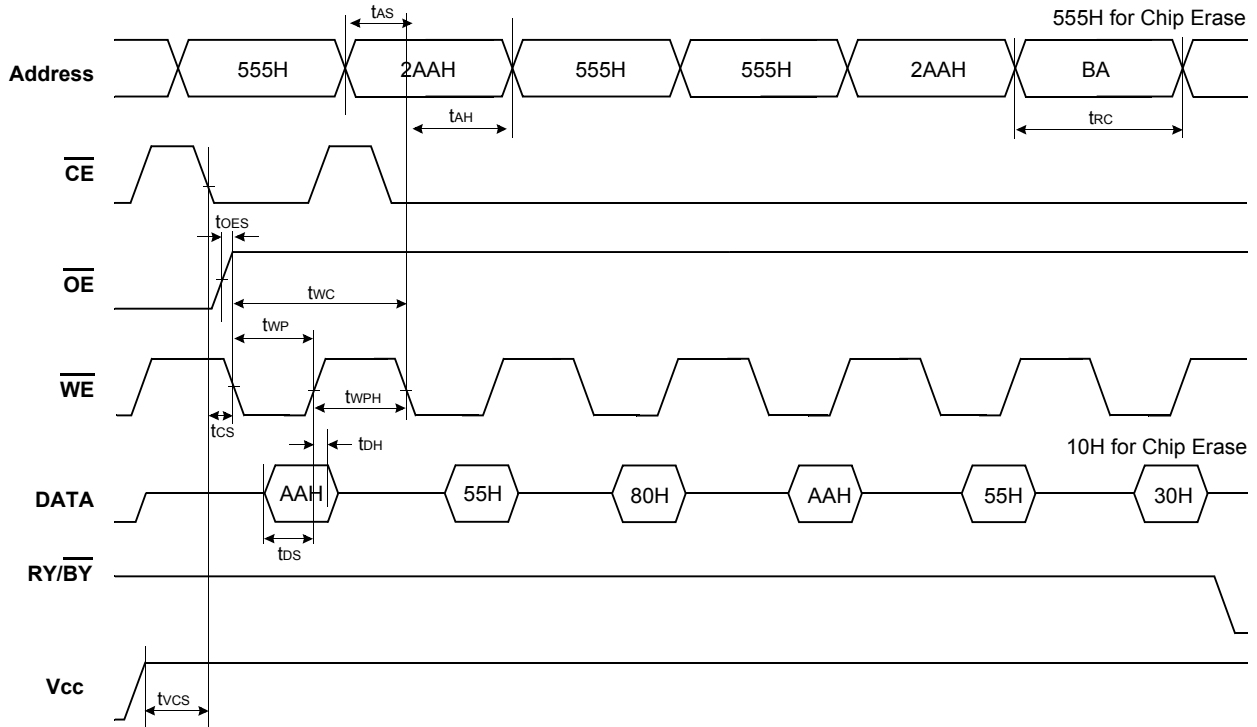 tAS
555H for Chip Erase
Address
555H
2AAH
555H
555H
2AAH
BA
tAH
tRC
CE
tOES
OE
tWC
tWP
WE
tWPH
tCS
tDH
10H for Chip Erase
DATA
AAH
55H
80H
AAH
55H
30H
tDS
RY/BY
Vcc
tVCS